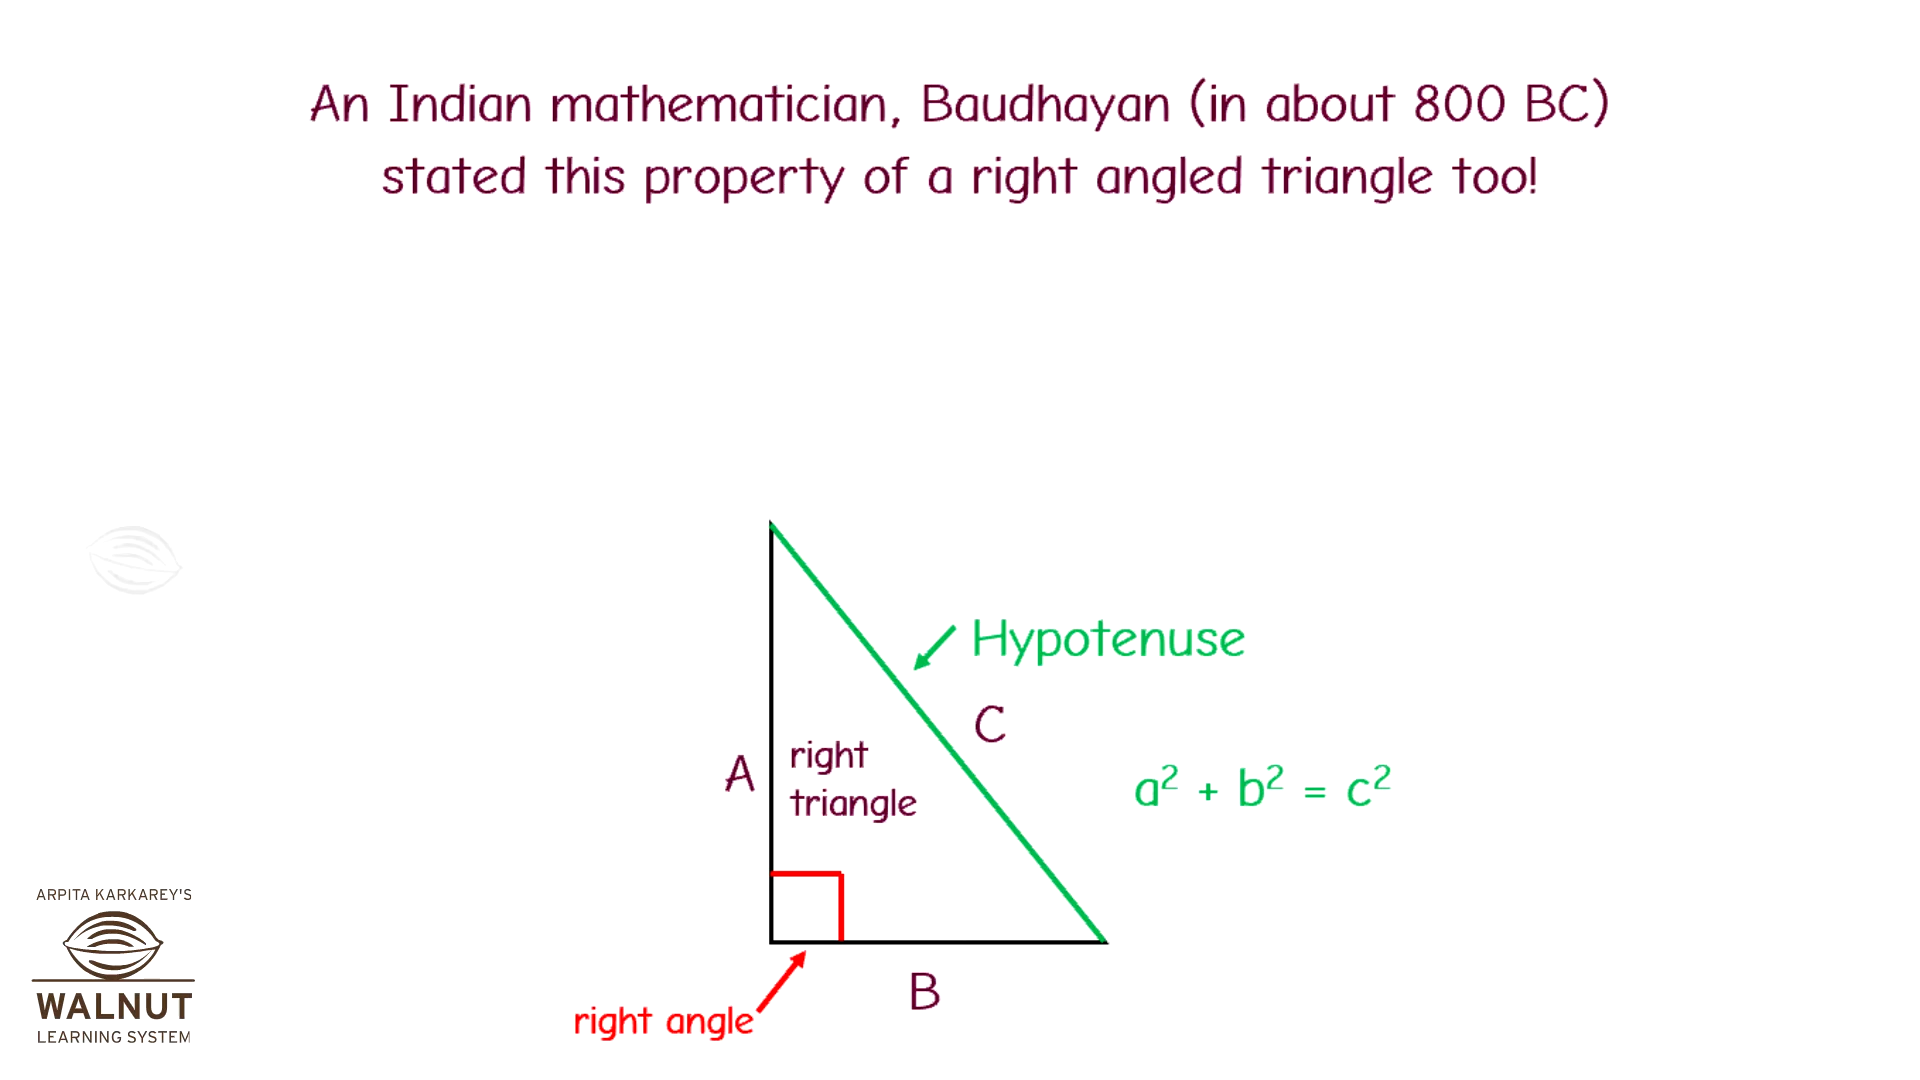 An Indian mathematician, Baudhayan (in about 800 BC)
stated this property of a right angled triangle too!
Hypotenuse
C
right
triangle
A
a² + b² = c²
B
right angle
ARPITA KARKAREY'S
WALNUT
LEARNING SYSTEM